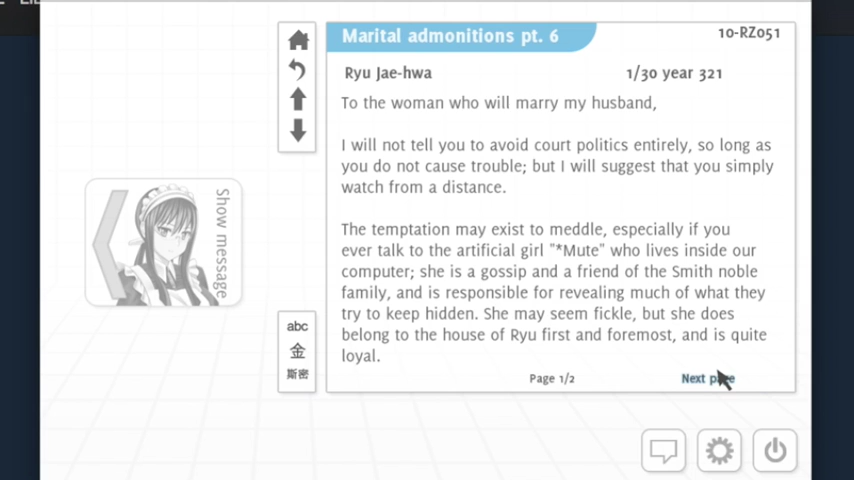 Marital admonitions pt. 6
10-RZ051
Ryu Jae-hwa
1/30 year 321
To the woman who will marry my husband,
I will not tell you to avoid court politics entirely, so long as
you do not cause trouble; but I will suggest that you simply
watch from a distance.
The temptation may exist to meddle, especially if you
ever talk to the artificial girl "*Mute" who lives inside our
computer; she is a gossip and a friend of the Smith noble
family, and is responsible for revealing much of what they
try to keep hidden. She may seem fickle, but she does
belong to the house of Ryu first and foremost, and is quite
loyal.
Page 1/2
Next page
Show message
abc
金
斯密